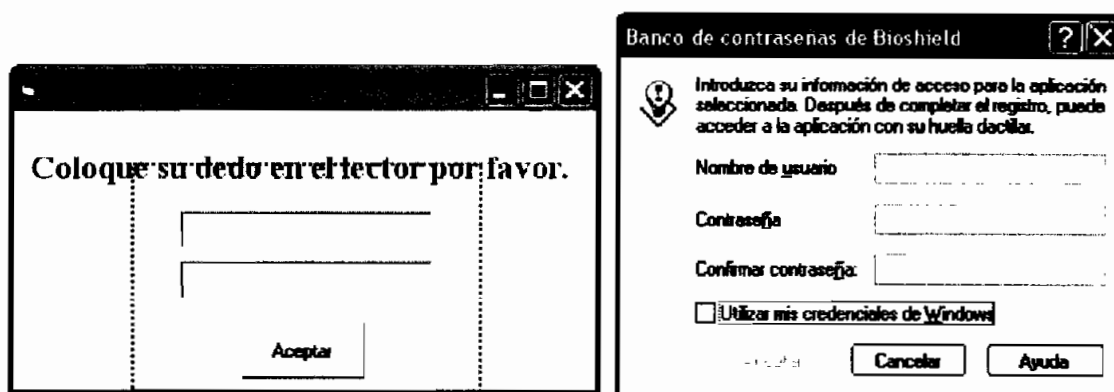 Coloque su dedo en el lector por favor.
Aceptar
Banco de contraseñas de Bioshield
Introduzca su información de acceso para la aplicación
seleccionada. Después de completar el registro, puede
acceder a la aplicación con su huella dactilar.
Nombre de usuario
Contraseña
Confirmar contraseña:
Utilizar mis credenciales de Windows
Cancelar
Ayuda